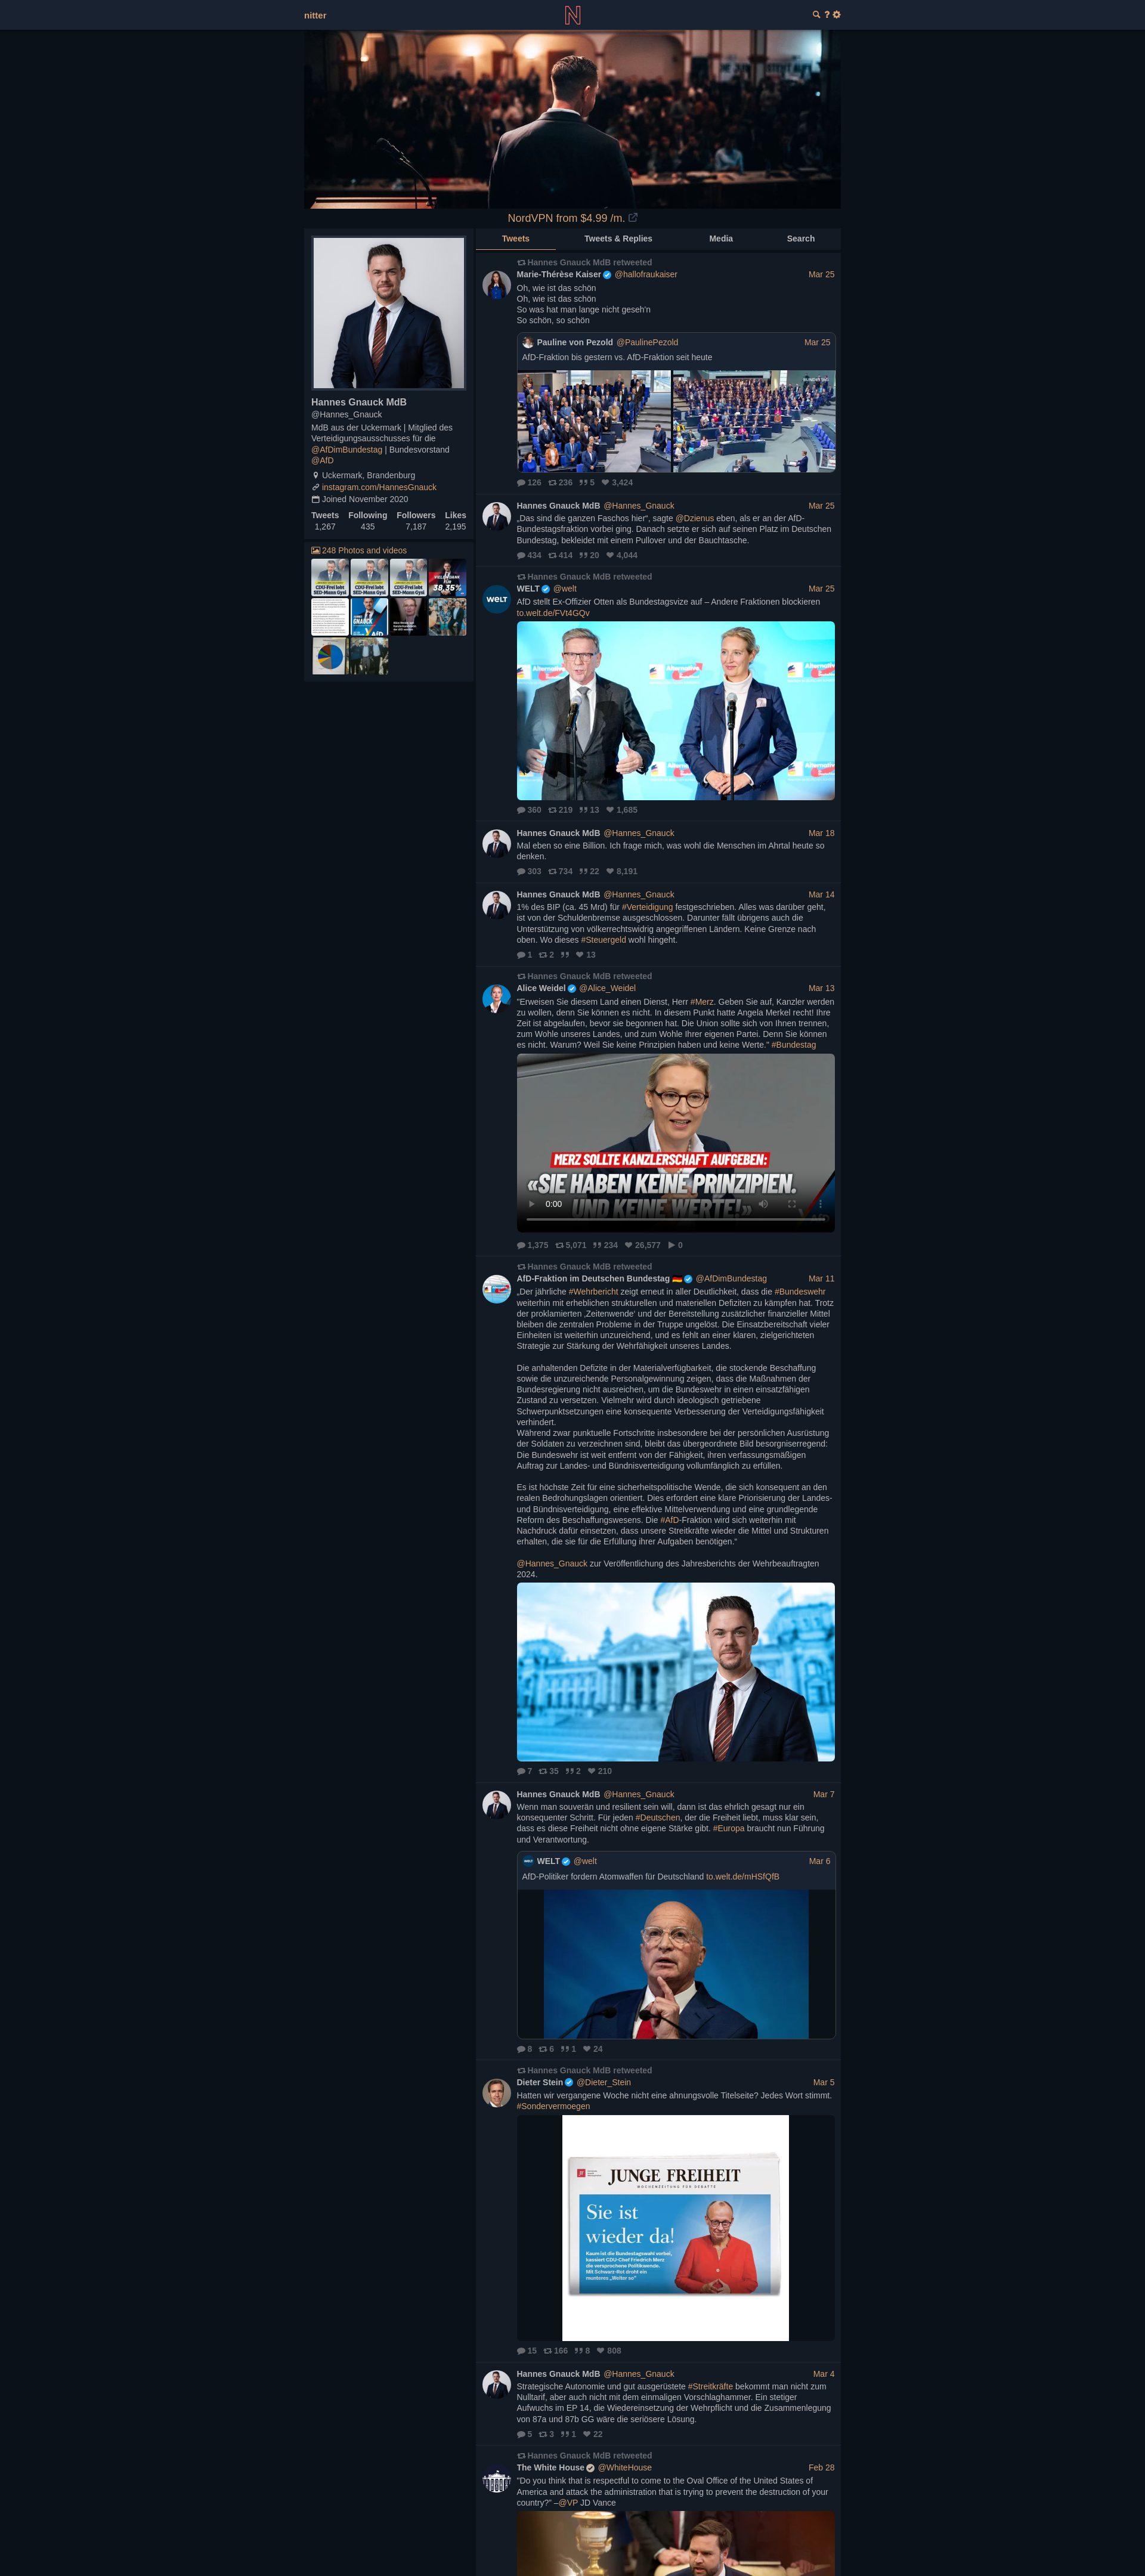 nitter
NordVPN from $4.99 /m.
Hannes Gnauck MdB
@Hannes_Gnauck
MdB aus der Uckermark | Mitglied des
Verteidigungsausschusses für die
@AfDimBundestag | Bundesvorstand
@AfD
Uckermark, Brandenburg
instagram.com/HannesGnauck
Joined November 2020
Tweets Following Followers Likes
1,267 435 7,187 2,195
248 Photos and videos
Tweets Tweets & Replies Media Search
Hannes Gnauck MdB retweeted
Marie-Thérèse Kaiser @hallofraukaiser Mar 25
Oh, wie ist das schön
Oh, wie ist das schön
So was hat man lange nicht geseh'n
So schön, so schön
Pauline von Pezold @PaulinePezold Mar 25
AfD-Fraktion bis gestern vs. AfD-Fraktion seit heute
126 236 5 3,424
Hannes Gnauck MdB @Hannes_Gnauck Mar 25
„Das sind die ganzen Faschos hier“, sagte @Dzienus eben, als er an der AfD-
Bundestagsfraktion vorbei ging. Danach setzte er sich auf seinen Platz im Deutschen
Bundestag, bekleidet mit einem Pullover und der Bauchtasche.
434 414 20 4,044
Hannes Gnauck MdB retweeted
WELT @welt Mar 25
AfD stellt Ex-Offizier Otten als Bundestagsvize auf – Andere Fraktionen blockieren
to.welt.de/FVt4GQv
360 219 13 1,685
Hannes Gnauck MdB @Hannes_Gnauck Mar 18
Mal eben so eine Billion. Ich frage mich, was wohl die Menschen im Ahrtal heute so
denken.
303 734 22 8,191
Hannes Gnauck MdB @Hannes_Gnauck Mar 14
1% des BIP (ca. 45 Mrd) für #Verteidigung festgeschrieben. Alles was darüber geht,
ist von der Schuldenbremse ausgeschlossen. Darunter fällt übrigens auch die
Unterstützung von völkerrechtswidrig angegriffenen Ländern. Keine Grenze nach
oben. Wo dieses #Steuergeld wohl hingeht.
1 2 13
Hannes Gnauck MdB retweeted
Alice Weidel @Alice_Weidel Mar 13
"Erweisen Sie diesem Land einen Dienst, Herr #Merz. Geben Sie auf, Kanzler werden
zu wollen, denn Sie können es nicht. In diesem Punkt hatte Angela Merkel recht! Ihre
Zeit ist abgelaufen, bevor sie begonnen hat. Die Union sollte sich von Ihnen trennen,
zum Wohle unseres Landes, und zum Wohle Ihrer eigenen Partei. Denn Sie können
es nicht. Warum? Weil Sie keine Prinzipien haben und keine Werte." #Bundestag
MERZ SOLLTE KANZLERSCHAFT AUFGEBEN:
«SIE HABEN KEINE PRINZIPIEN.
UND KEINE WERTE!»
0:00
1,375 5,071 234 26,577 0
Hannes Gnauck MdB retweeted
AfD-Fraktion im Deutschen Bundestag 🇩🇪 @AfDimBundestag Mar 11
„Der jährliche #Wehrbericht zeigt erneut in aller Deutlichkeit, dass die #Bundeswehr
weiterhin mit erheblichen strukturellen und materiellen Defiziten zu kämpfen hat. Trotz
der proklamierten ‚Zeitenwende‘ und der Bereitstellung zusätzlicher finanzieller Mittel
bleiben die zentralen Probleme in der Truppe ungelöst. Die Einsatzbereitschaft vieler
Einheiten ist weiterhin unzureichend, und es fehlt an einer klaren, zielgerichteten
Strategie zur Stärkung der Wehrfähigkeit unseres Landes.
Die anhaltenden Defizite in der Materialverfügbarkeit, die stockende Beschaffung
sowie die unzureichende Personalgewinnung zeigen, dass die Maßnahmen der
Bundesregierung nicht ausreichen, um die Bundeswehr in einen einsatzfähigen
Zustand zu versetzen. Vielmehr wird durch ideologisch getriebene
Schwerpunktsetzungen eine konsequente Verbesserung der Verteidigungsfähigkeit
verhindert.
Während zwar punktuelle Fortschritte insbesondere bei der persönlichen Ausrüstung
der Soldaten zu verzeichnen sind, bleibt das übergeordnete Bild besorgniserregend:
Die Bundeswehr ist weit entfernt von der Fähigkeit, ihren verfassungsmäßigen
Auftrag zur Landes- und Bündnisverteidigung vollumfänglich zu erfüllen.
Es ist höchste Zeit für eine sicherheitspolitische Wende, die sich konsequent an den
realen Bedrohungslagen orientiert. Dies erfordert eine klare Priorisierung der Landes-
und Bündnisverteidigung, eine effektive Mittelverwendung und eine grundlegende
Reform des Beschaffungswesens. Die #AfD-Fraktion wird sich weiterhin mit
Nachdruck dafür einsetzen, dass unsere Streitkräfte wieder die Mittel und Strukturen
erhalten, die sie für die Erfüllung ihrer Aufgaben benötigen.“
@Hannes_Gnauck zur Veröffentlichung des Jahresberichts der Wehrbeauftragten
2024.
7 35 2 210
Hannes Gnauck MdB @Hannes_Gnauck Mar 7
Wenn man souverän und resilient sein will, dann ist das ehrlich gesagt nur ein
konsequenter Schritt. Für jeden #Deutschen, der die Freiheit liebt, muss klar sein,
dass es diese Freiheit nicht ohne eigene Stärke gibt. #Europa braucht nun Führung
und Verantwortung.
WELT @welt Mar 6
AfD-Politiker fordern Atomwaffen für Deutschland to.welt.de/mHSfQfB
8 6 1 24
Hannes Gnauck MdB retweeted
Dieter Stein @Dieter_Stein Mar 5
Hatten wir vergangene Woche nicht eine ahnungsvolle Titelseite? Jedes Wort stimmt.
#Sondervermoegen
JUNGE FREIHEIT
WOCHENZEITUNG FÜR DEBATTE
Sie ist
wieder da!
Kaum ist die Bundestagswahl vorbei,
kassiert CDU-Chef Friedrich Merz
die versprochene Politikwende.
Mit Schwarz-Rot droht ein
munteres „Weiter so“
15 166 8 808
Hannes Gnauck MdB @Hannes_Gnauck Mar 4
Strategische Autonomie und gut ausgerüstete #Streitkräfte bekommt man nicht zum
Nulltarif, aber auch nicht mit dem einmaligen Vorschlaghammer. Ein stetiger
Aufwuchs im EP 14, die Wiedereinsetzung der Wehrpflicht und die Zusammenlegung
von 87a und 87b GG wäre die seriösere Lösung.
5 3 1 22
Hannes Gnauck MdB retweeted
The White House @WhiteHouse Feb 28
"Do you think that is respectful to come to the Oval Office of the United States of
America and attack the administration that is trying to prevent the destruction of your
country?" –@VP JD Vance